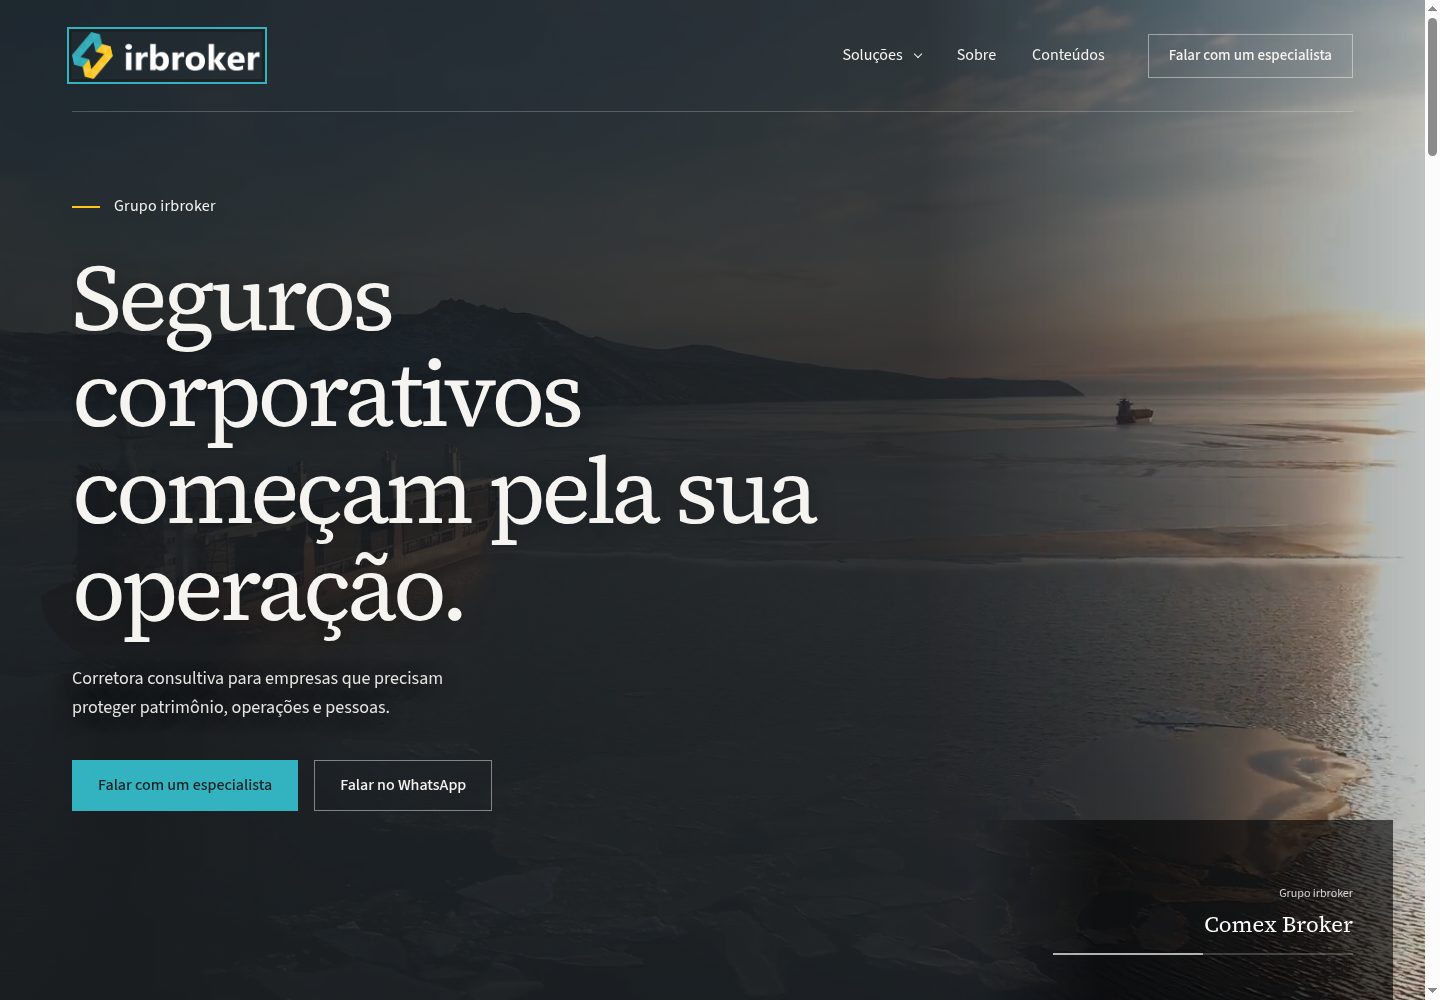 irbroker
Soluções
Sobre
Conteúdos
Falar com um especialista
Grupo irbroker
Seguros
corporativos
começam pela sua
operação.
Corretora consultiva para empresas que precisam
proteger patrimônio, operações e pessoas.
Falar com um especialista
Falar no WhatsApp
Grupo irbroker
Comex Broker